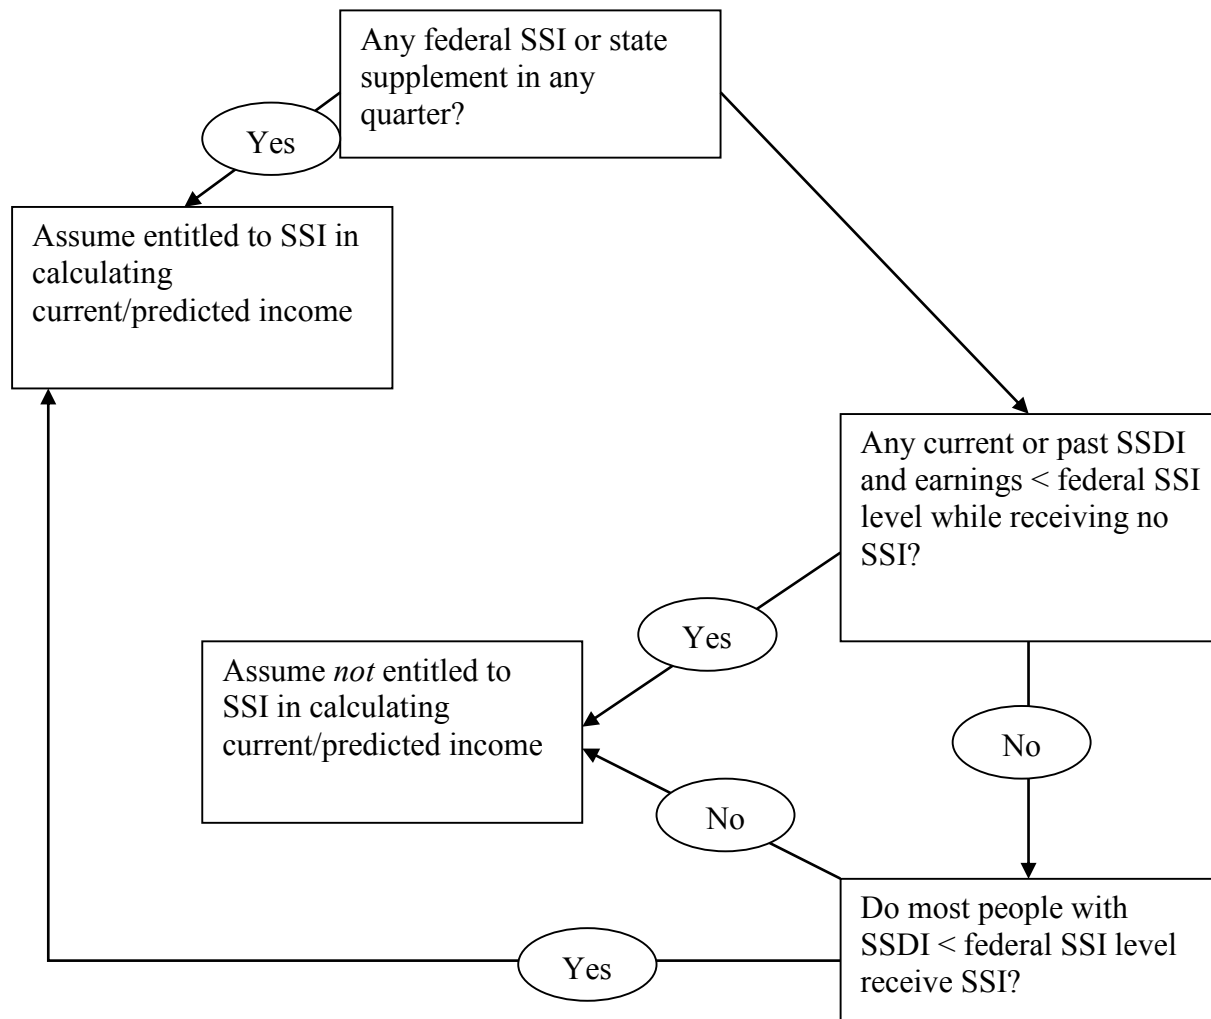 Any federal SSI or state
supplement in any
quarter?
Yes
Assume entitled to SSI in
calculating
current/predicted income
Any current or past SSDI
and earnings < federal SSI
level while receiving no
SSI?
Yes
Assume not entitled to
SSI in calculating
current/predicted income
No
No
Do most people with
SSDI < federal SSI level
receive SSI?
Yes